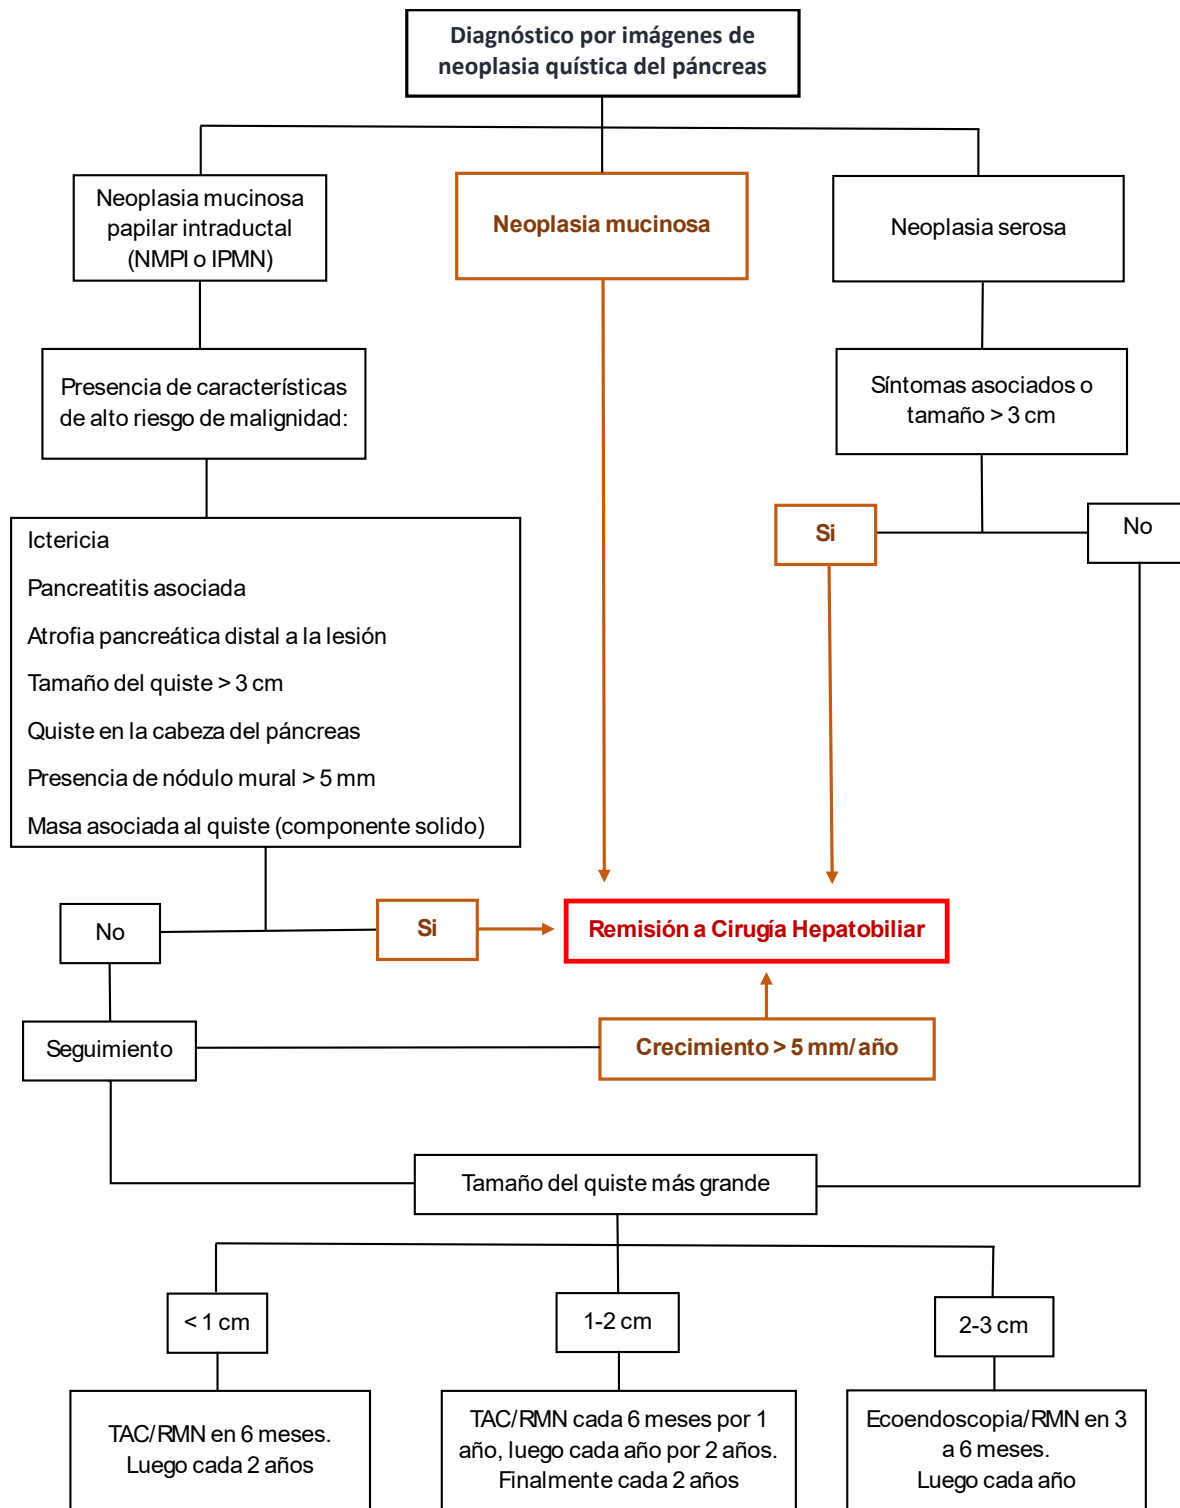 Diagnóstico por imágenes de
neoplasia quística del páncreas
Neoplasia mucinosa
papilar intraductal
(NMPI o IPMN)
Neoplasia mucinosa
Neoplasia serosa
Presencia de características
de alto riesgo de malignidad:
Síntomas asociados o
tamaño > 3 cm
Ictericia
Pancreatitis asociada
Atrofia pancreática distal a la lesión
Tamaño del quiste > 3 cm
Quiste en la cabeza del páncreas
Presencia de nódulo mural > 5 mm
Masa asociada al quiste (componente solido)
Si
No
No
Si
Remisión a Cirugía Hepatobiliar
Seguimiento
Crecimiento > 5 mm/ año
Tamaño del quiste más grande
< 1 cm
1-2 cm
2-3 cm
TAC/RMN en 6 meses.
Luego cada 2 años
TAC/RMN cada 6 meses por 1
año, luego cada año por 2 años.
Finalmente cada 2 años
Ecoendoscopia/RMN en 3
a 6 meses.
Luego cada año